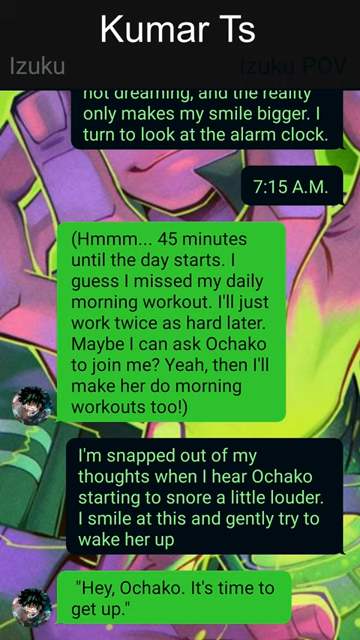 Kumar Ts
Izuku
Izuku POV
not dreaming, and the reality
only makes my smile bigger. I
turn to look at the alarm clock.
7:15 A.M.
(Hmmm... 45 minutes
until the day starts. I
guess I missed my daily
morning workout. I'll just
work twice as hard later.
Maybe I can ask Ochako
to join me? Yeah, then I'll
make her do morning
workouts too!)
I'm snapped out of my
thoughts when I hear Ochako
starting to snore a little louder.
I smile at this and gently try to
wake her up
"Hey, Ochako. It's time to
get up."